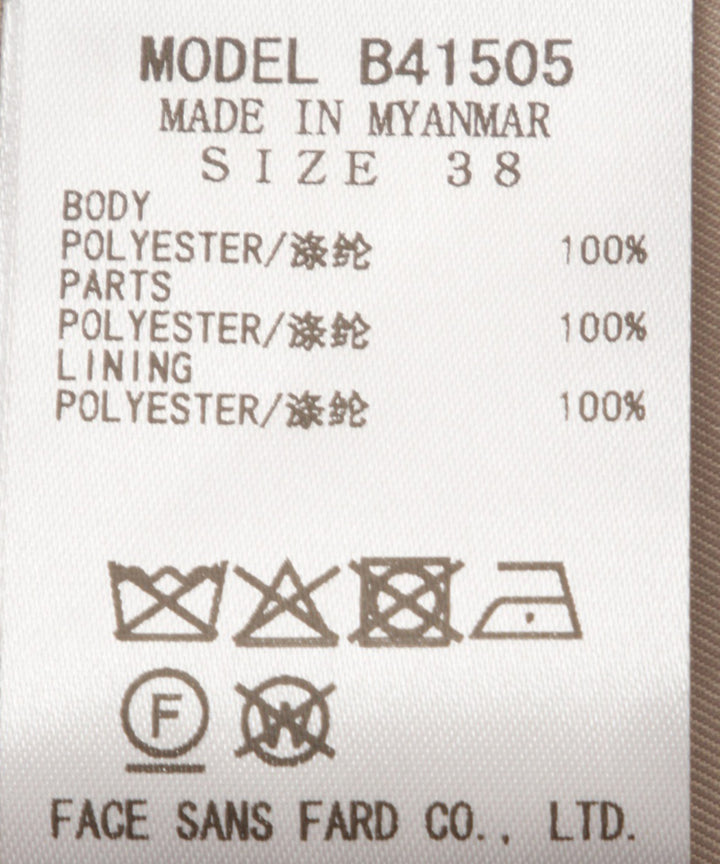 MODEL B41505
MADE IN MYANMAR
SIZE 38
BODY
POLYESTER/涤纶 100%
PARTS
POLYESTER/涤纶 100%
LINING
POLYESTER/涤纶 100%
F W
FACE SANS FARD CO., LTD.